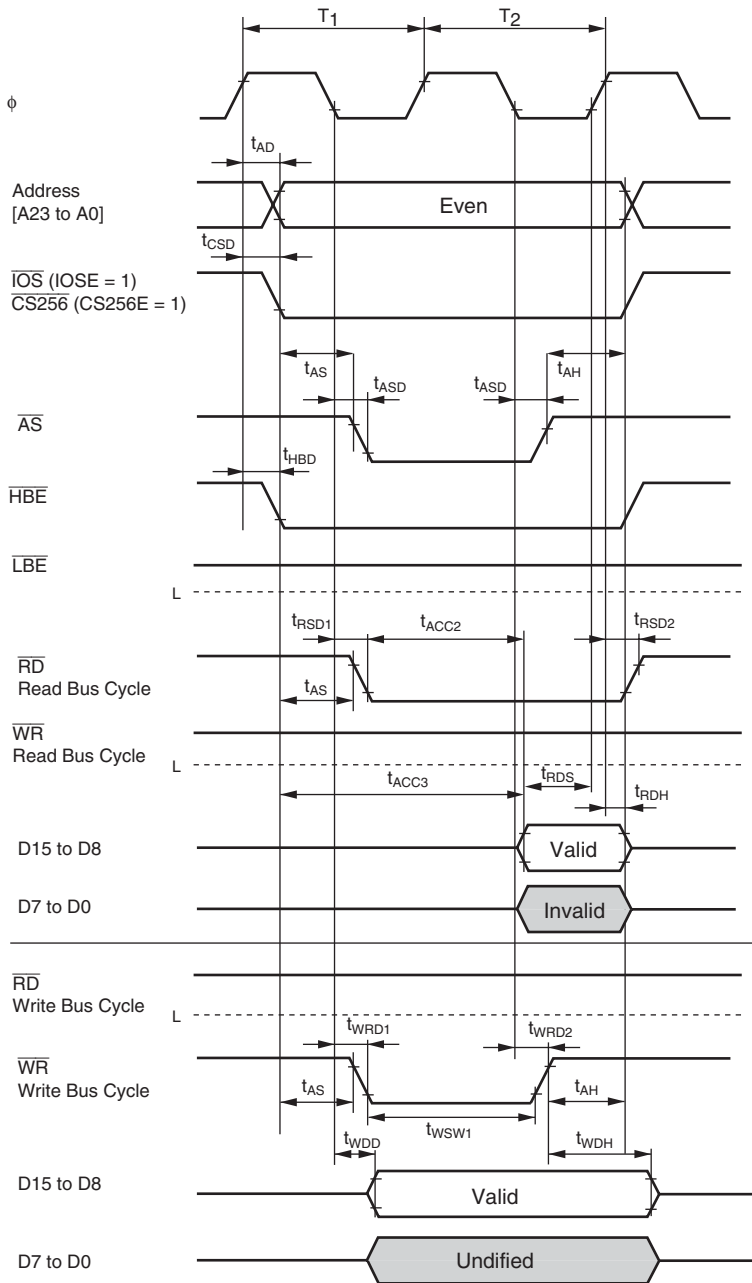 T1 T2
ϕ
tAD
Address
[A23 to A0]
Even
tCSD
IOS (IOSE = 1)
CS256 (CS256E = 1)
tAS tASD tASD tAH
AS
tHBD
HBE
LBE
L
tRSD1 tACC2 tRSD2
RD
Read Bus Cycle
tAS
WR
Read Bus Cycle
L
tACC3 tRDS tRDH
D15 to D8
Valid
D7 to D0
Invalid
RD
Write Bus Cycle
L
tWRD1 tWRD2
WR
Write Bus Cycle
tAS tWSW1 tAH
tWDD tWDH
D15 to D8
Valid
D7 to D0
Undified